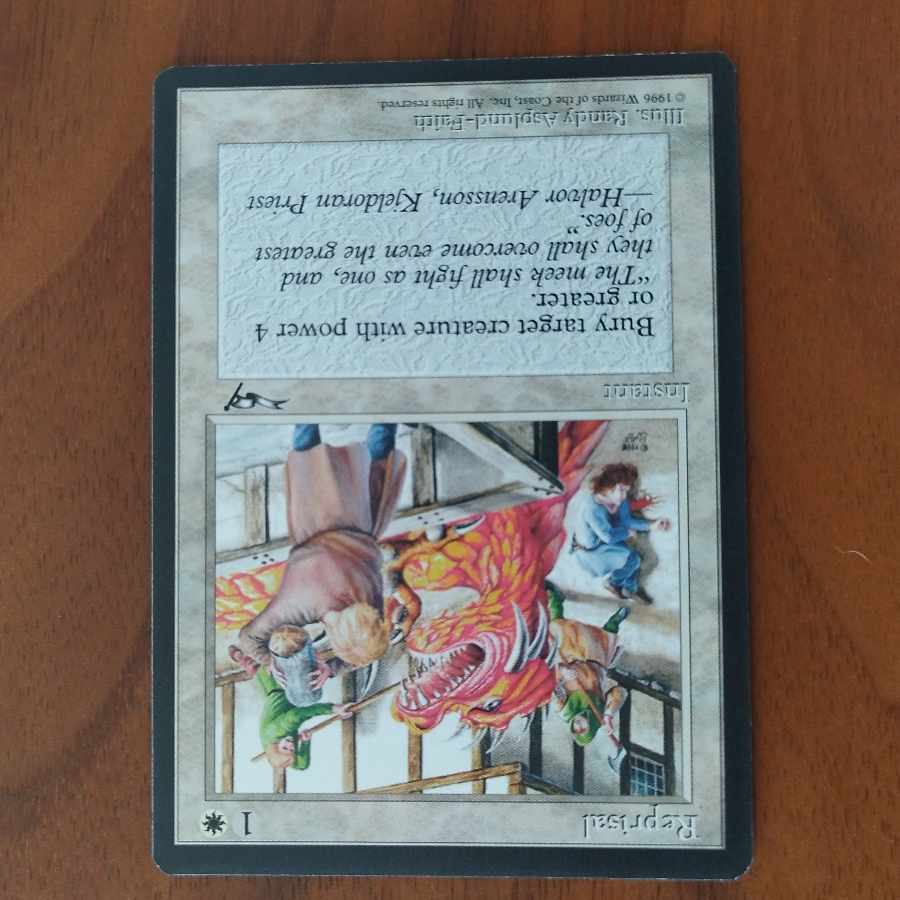 Reprisal 1
Instant
Bury target creature with power 4
or greater.
"The meek shall fight as one, and
they shall overcome even the greatest
of foes."
—Halvor Arensson, Kjeldoran Priest
Illus. Randy Asplund-Faith
© 1996 Wizards of the Coast, Inc. All rights reserved.